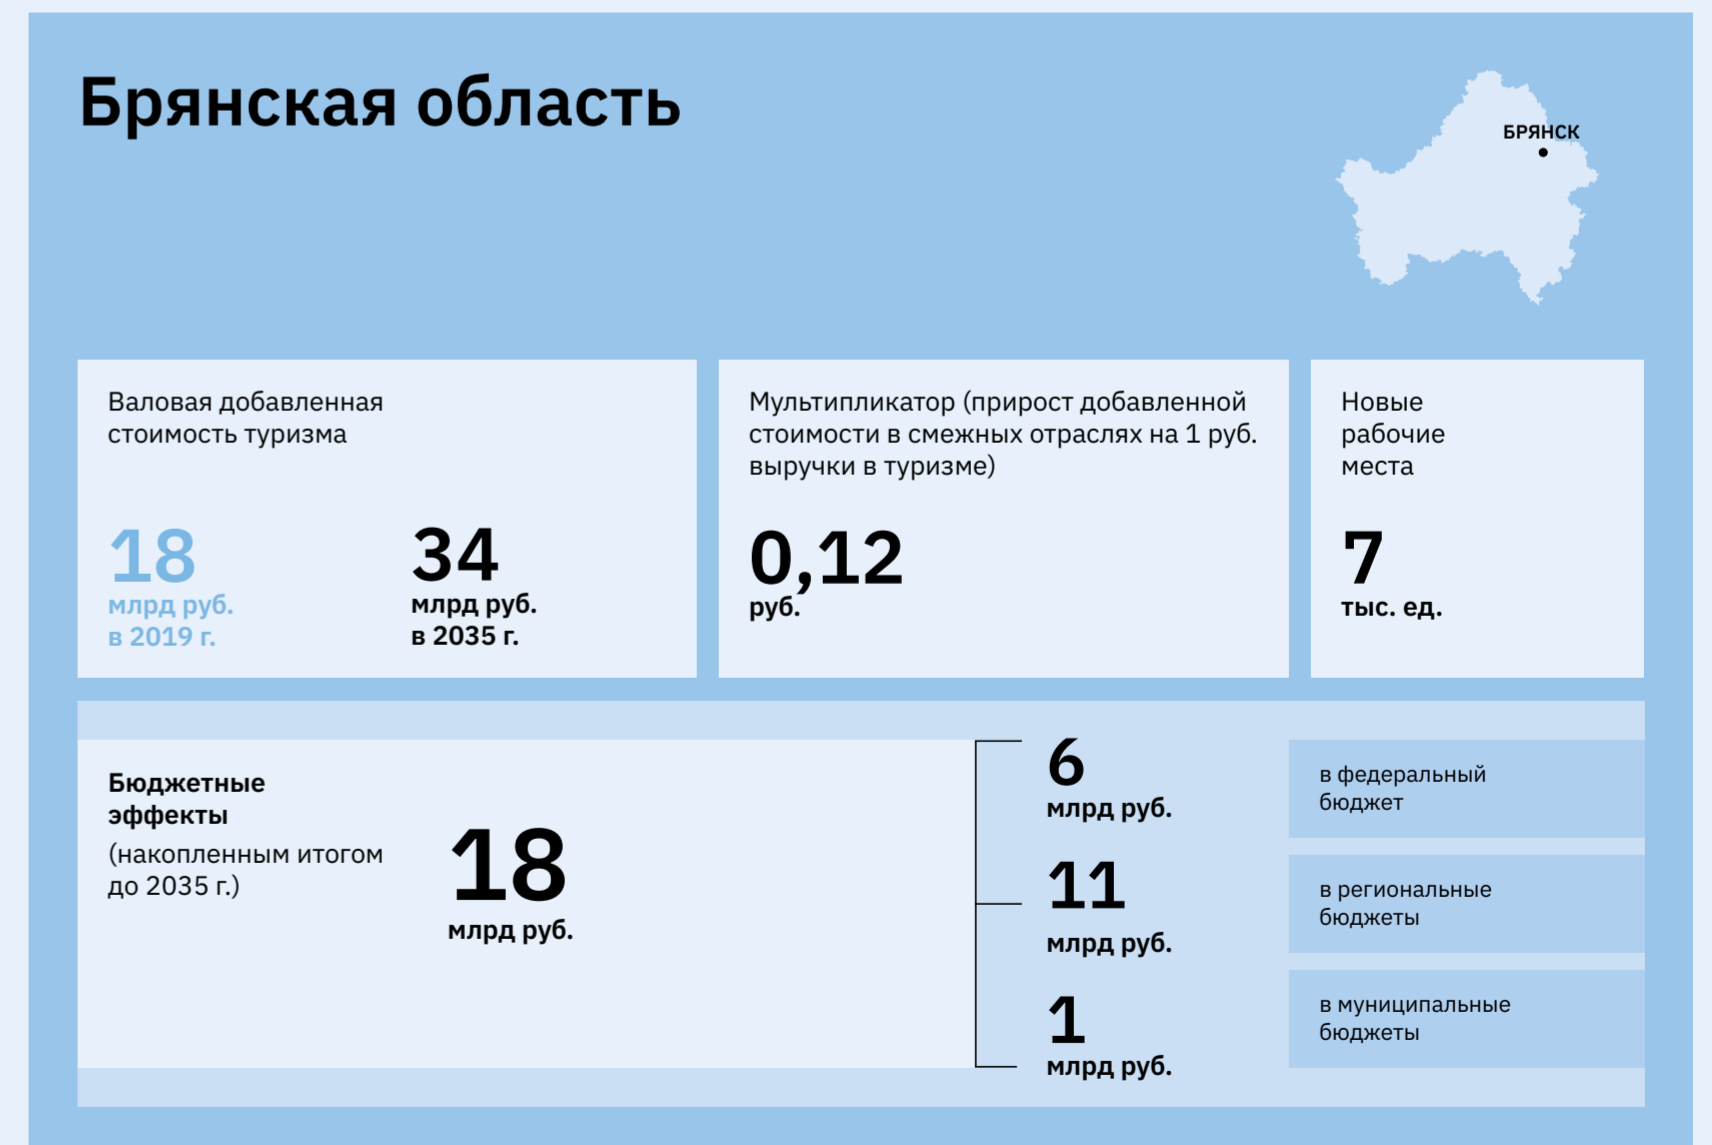 Брянская область
БРЯНСК
Валовая добавленная
стоимость туризма
18
млрд руб.
в 2019 г.
34
млрд руб.
в 2035 г.
Мультипликатор (прирост добавленной
стоимости в смежных отраслях на 1 руб.
выручки в туризме)
0,12
руб.
Новые
рабочие
места
7
тыс. ед.
Бюджетные
эффекты
(накопленным итогом
до 2035 г.)
18
млрд руб.
6
млрд руб.
в федеральный
бюджет
11
млрд руб.
в региональные
бюджеты
1
млрд руб.
в муниципальные
бюджеты